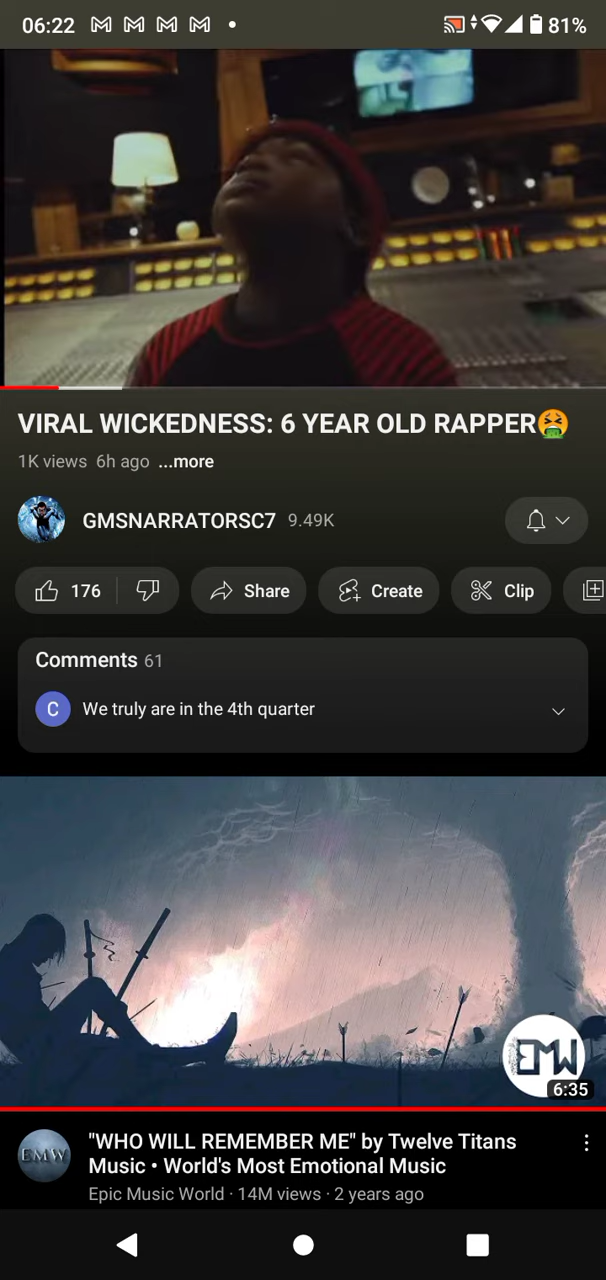 06:22
81%
VIRAL WICKEDNESS: 6 YEAR OLD RAPPER🤮
1K views 6h ago ...more
GMSNARRATORSC7 9.49K
176
Share
Create
Clip
Comments 61
C
We truly are in the 4th quarter
EMW
6:35
EMW
"WHO WILL REMEMBER ME" by Twelve Titans
Music • World's Most Emotional Music
Epic Music World · 14M views · 2 years ago